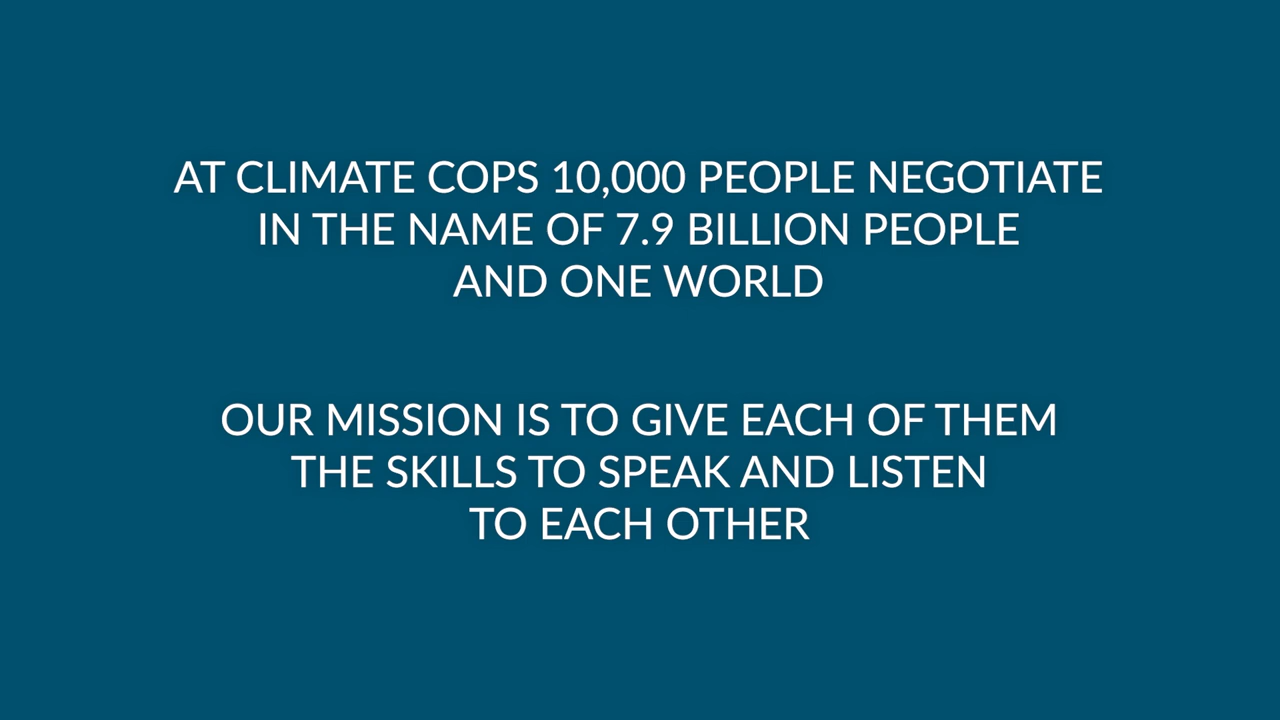 AT CLIMATE COPS 10,000 PEOPLE NEGOTIATE
IN THE NAME OF 7.9 BILLION PEOPLE
AND ONE WORLD
OUR MISSION IS TO GIVE EACH OF THEM
THE SKILLS TO SPEAK AND LISTEN
TO EACH OTHER